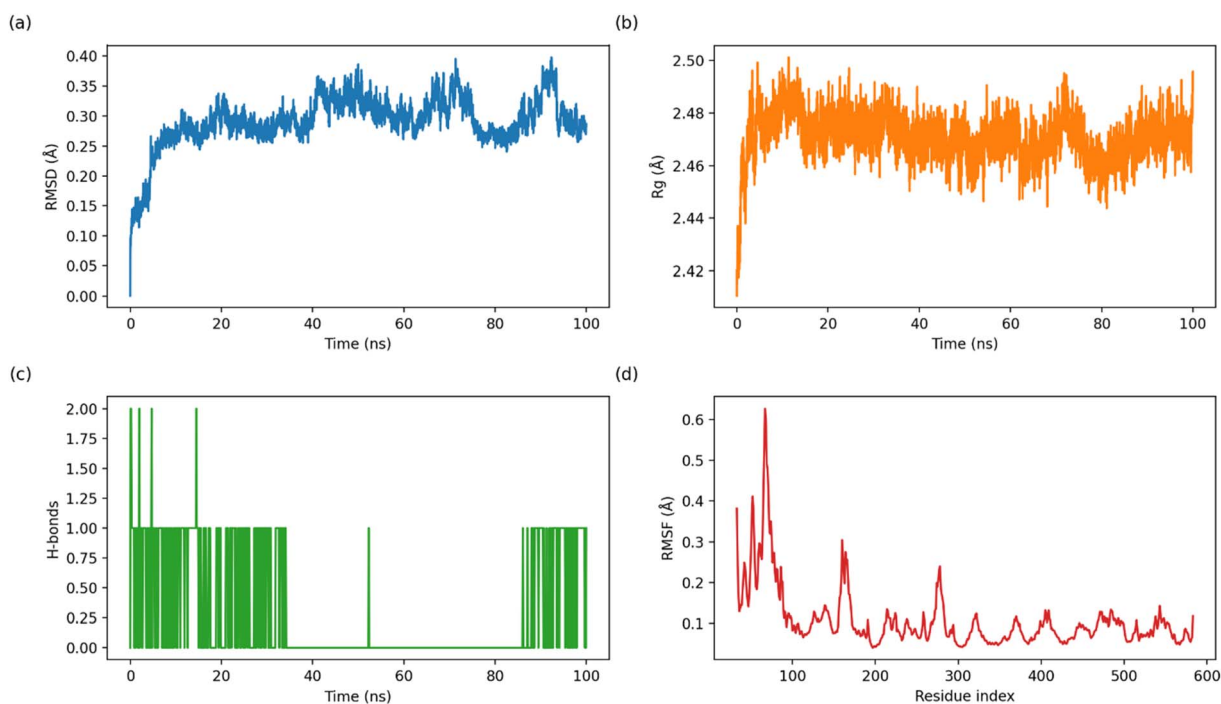 (a)
0.40
0.35
0.30
0.25
0.20
0.15
0.10
0.05
0.00
RMSD (Å)
0 20 40 60 80 100
Time (ns)
(b)
2.50
2.48
2.46
2.44
2.42
Rg (Å)
0 20 40 60 80 100
Time (ns)
(c)
2.00
1.75
1.50
1.25
1.00
0.75
0.50
0.25
0.00
H-bonds
0 20 40 60 80 100
Time (ns)
(d)
0.6
0.5
0.4
0.3
0.2
0.1
RMSF (Å)
100 200 300 400 500 600
Residue index